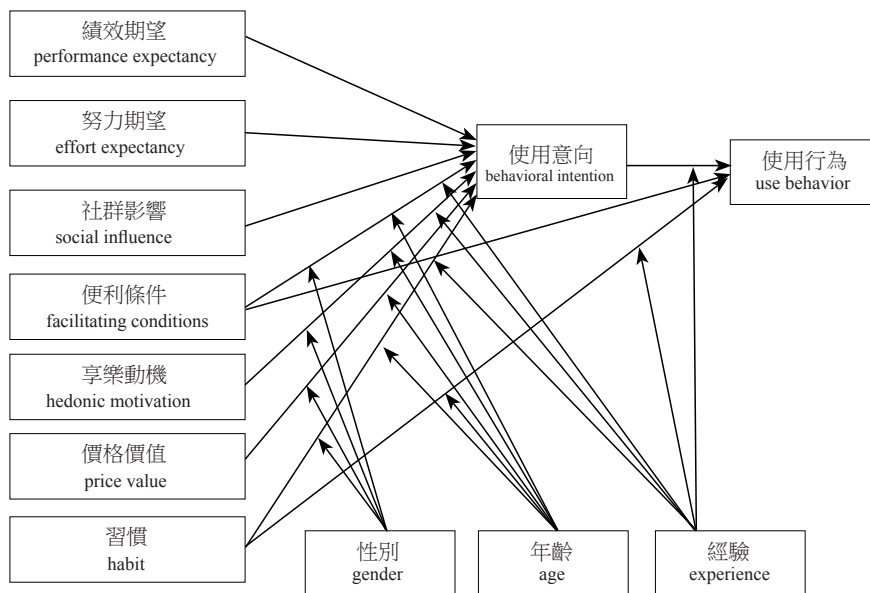 績效期望
performance expectancy
努力期望
effort expectancy
社群影響
social influence
便利條件
facilitating conditions
享樂動機
hedonic motivation
價格價值
price value
習慣
habit
使用意向
behavioral intention
使用行為
use behavior
性別
gender
年齡
age
經驗
experience